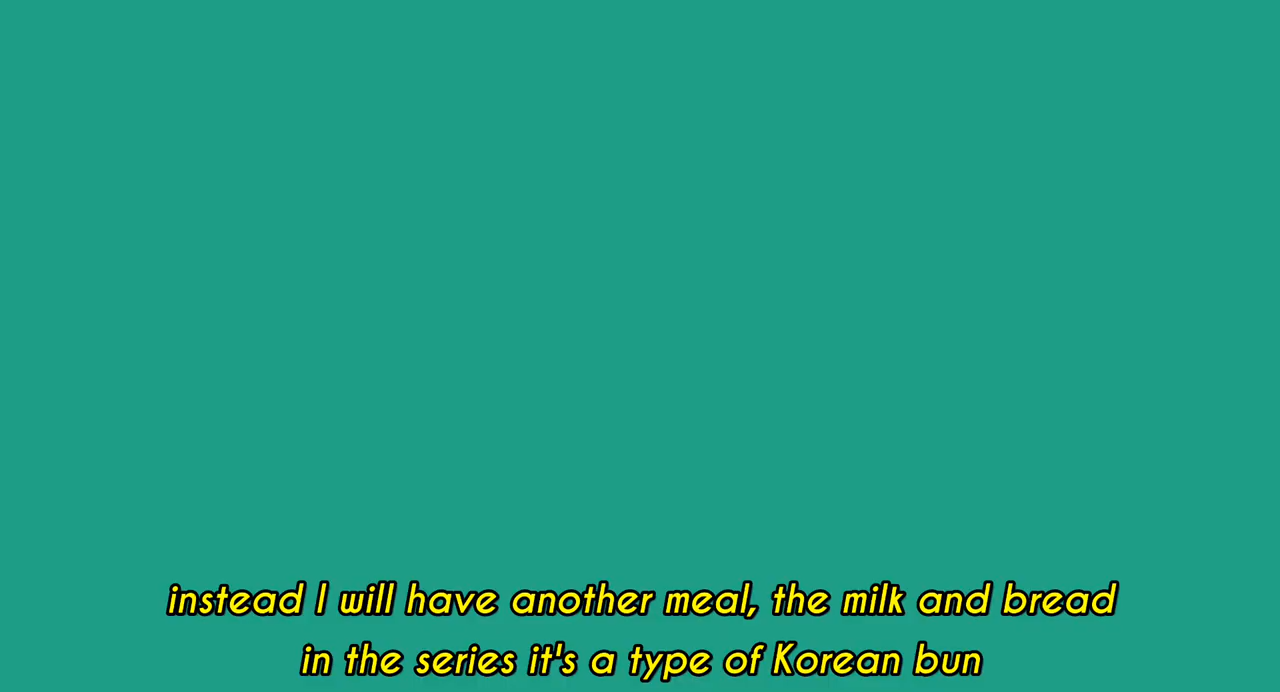 instead I will have another meal, the milk and bread
in the series it's a type of Korean bun